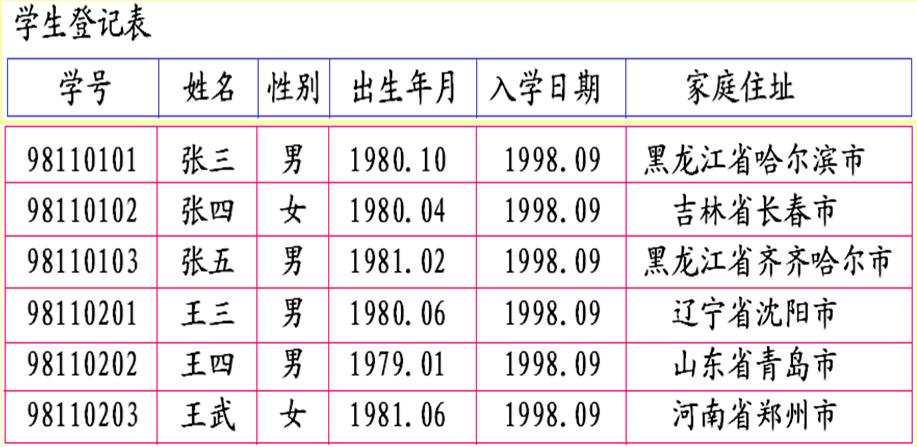 学生登记表
学号 姓名 性别 出生年月 入学日期 家庭住址
98110101 张三 男 1980.10 1998.09 黑龙江省哈尔滨市
98110102 张四 女 1980.04 1998.09 吉林省长春市
98110103 张五 男 1981.02 1998.09 黑龙江省齐齐哈尔市
98110201 王三 男 1980.06 1998.09 辽宁省沈阳市
98110202 王四 男 1979.01 1998.09 山东省青岛市
98110203 王武 女 1981.06 1998.09 河南省郑州市